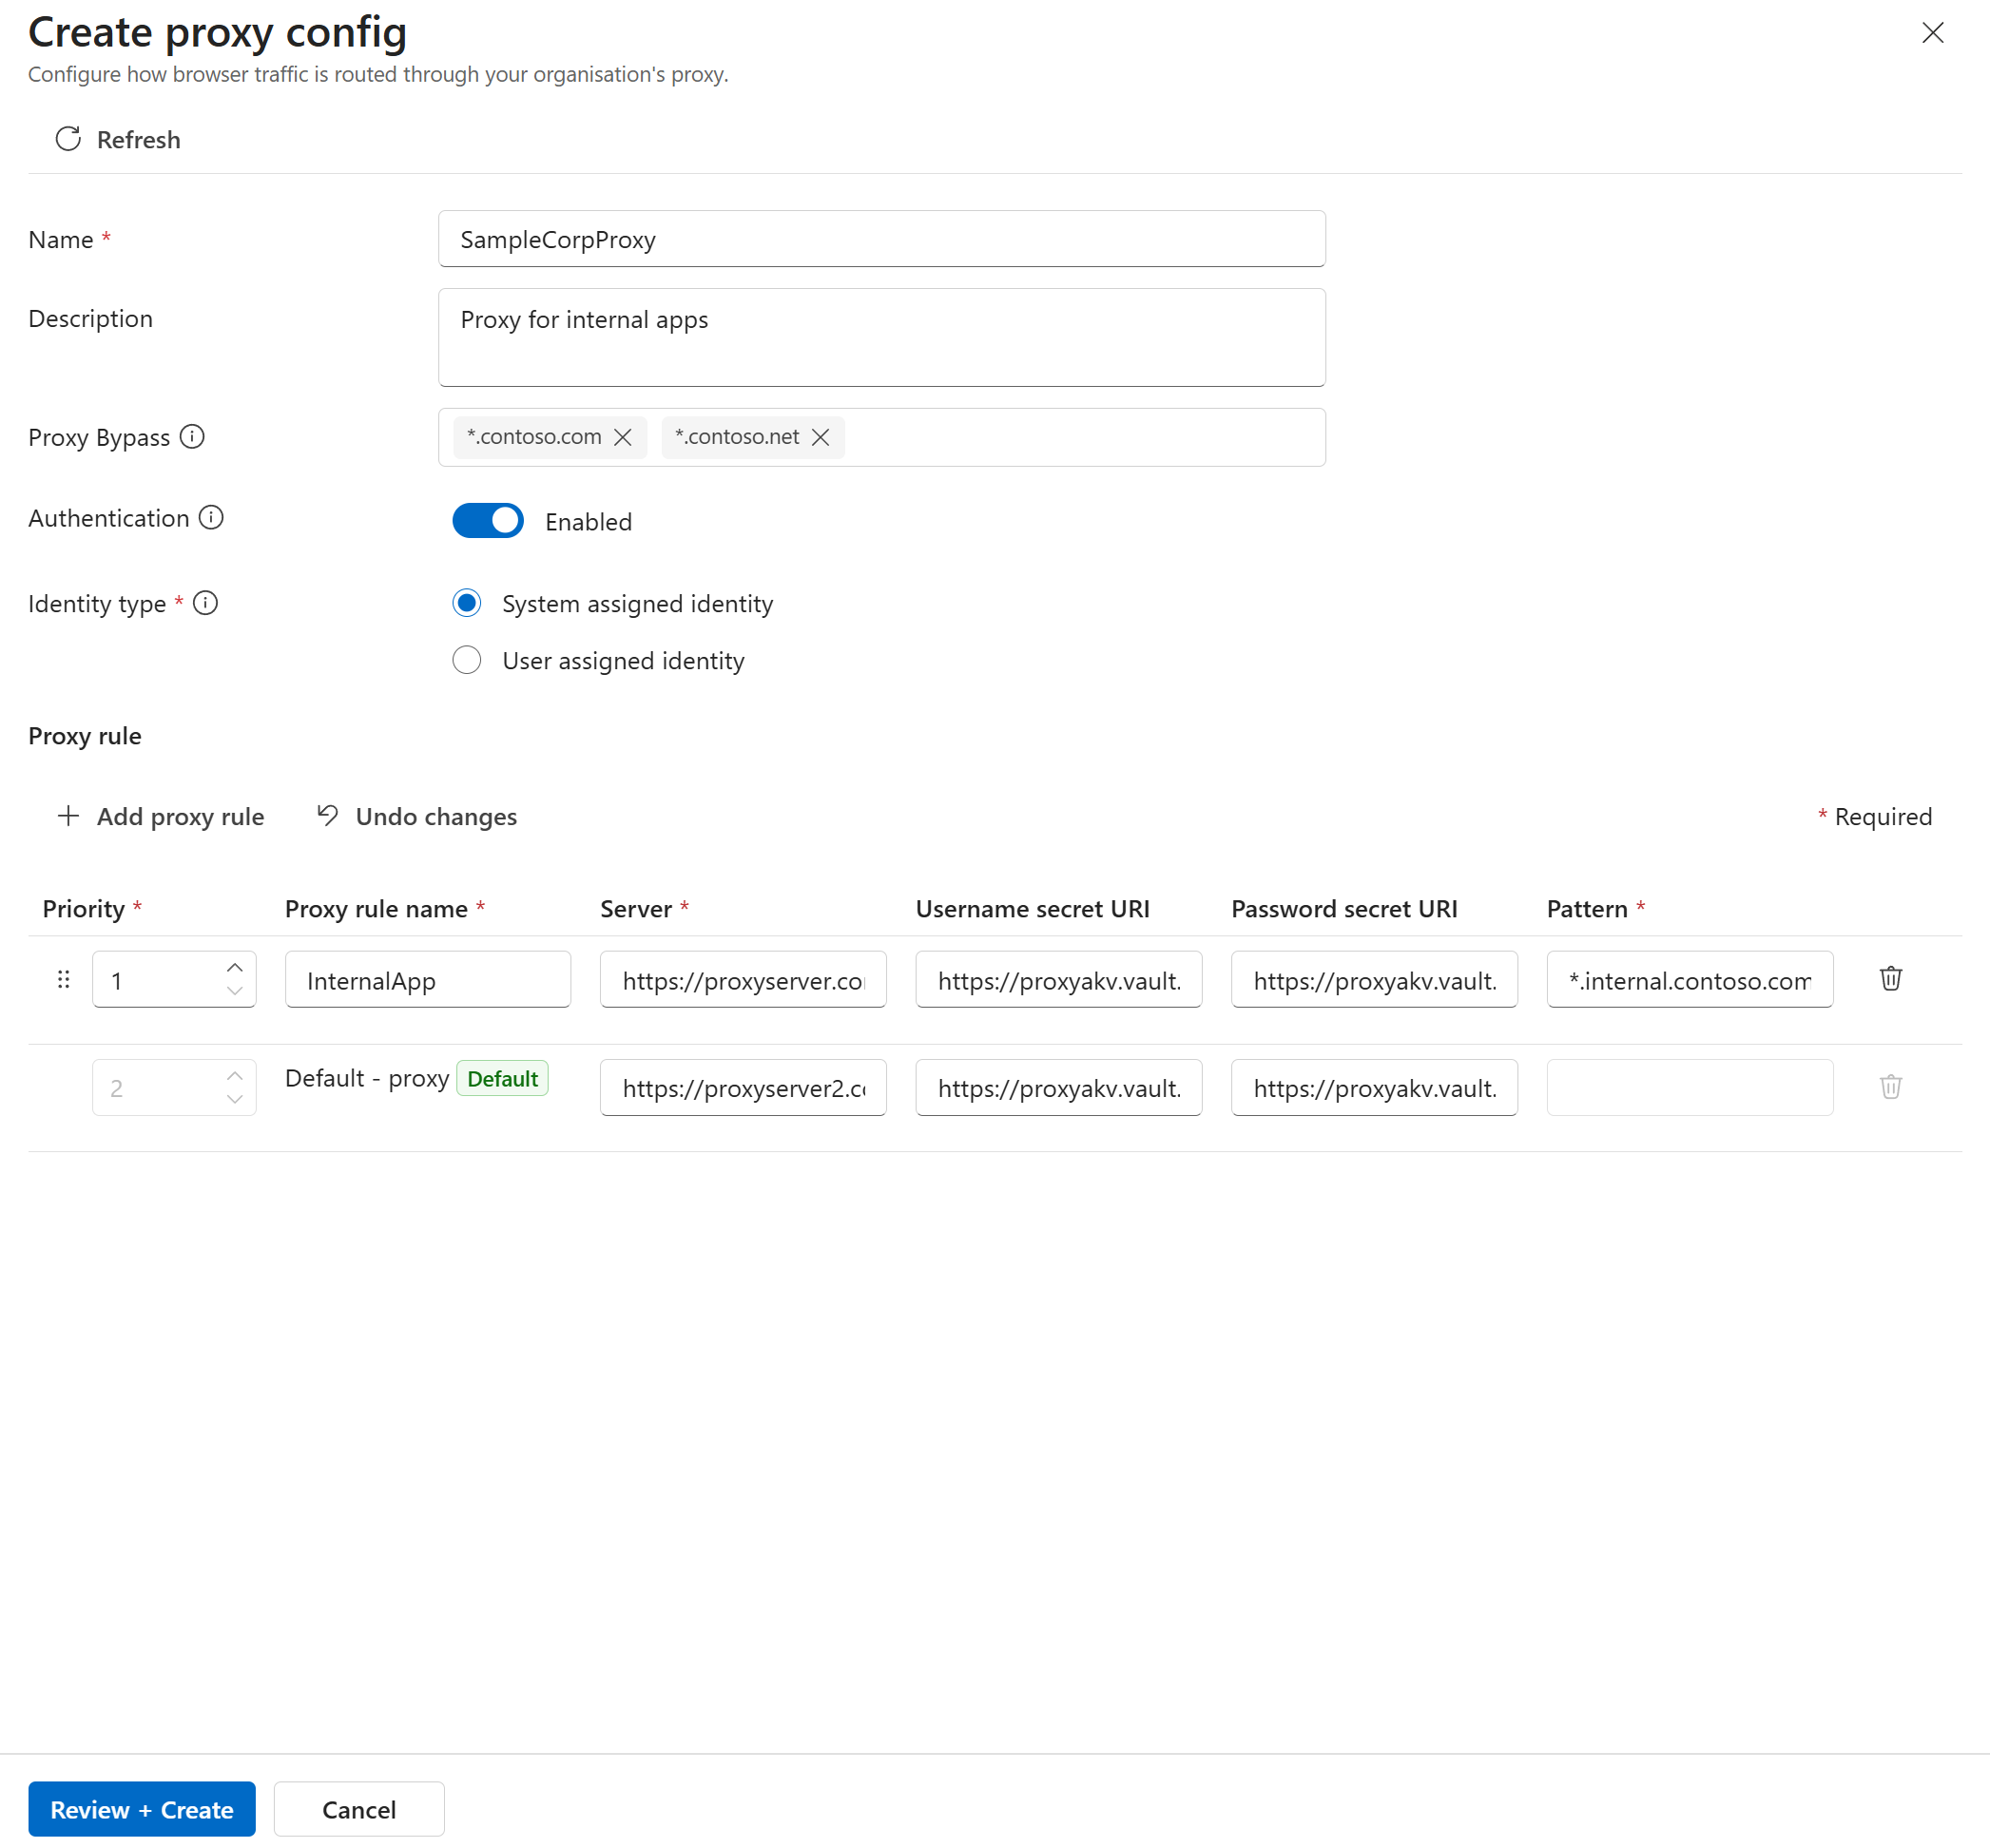 Create proxy config
Configure how browser traffic is routed through your organisation's proxy.
Refresh
Name *
SampleCorpProxy
Description
Proxy for internal apps
Proxy Bypass
*.contoso.com
*.contoso.net
Authentication
Enabled
Identity type *
System assigned identity
User assigned identity
Proxy rule
Add proxy rule
Undo changes
* Required
Priority * Proxy rule name * Server * Username secret URI Password secret URI Pattern *
1 InternalApp https://proxyserver.co https://proxyakv.vault. https://proxyakv.vault. *.internal.contoso.com
2 Default - proxy Default https://proxyserver2.c https://proxyakv.vault. https://proxyakv.vault.
Review + Create
Cancel